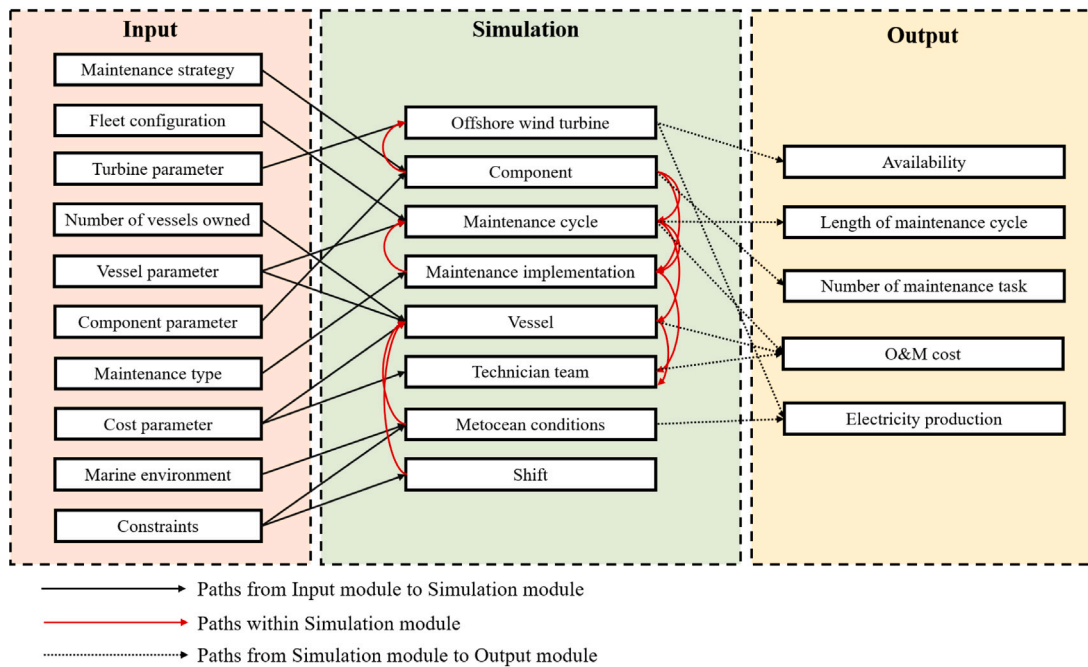 Input
Maintenance strategy
Fleet configuration
Turbine parameter
Number of vessels owned
Vessel parameter
Component parameter
Maintenance type
Cost parameter
Marine environment
Constraints
Simulation
Offshore wind turbine
Component
Maintenance cycle
Maintenance implementation
Vessel
Technician team
Metocean conditions
Shift
Output
Availability
Length of maintenance cycle
Number of maintenance task
O&M cost
Electricity production
Paths from Input module to Simulation module
Paths within Simulation module
Paths from Simulation module to Output module